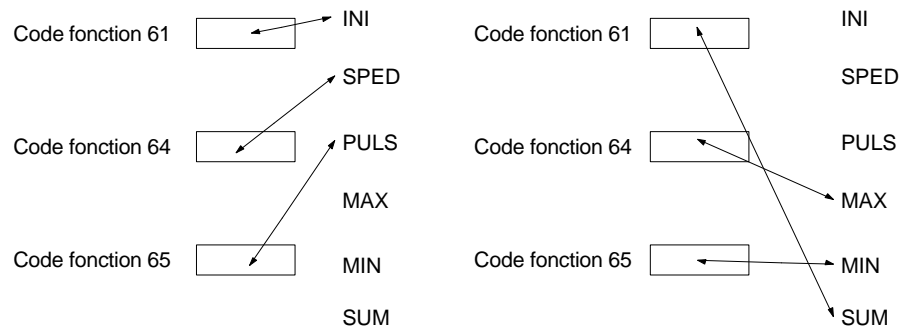 Code fonction 61
INI
SPED
Code fonction 64
PULS
MAX
Code fonction 65
MIN
SUM
Code fonction 61
INI
SPED
Code fonction 64
PULS
MAX
Code fonction 65
MIN
SUM